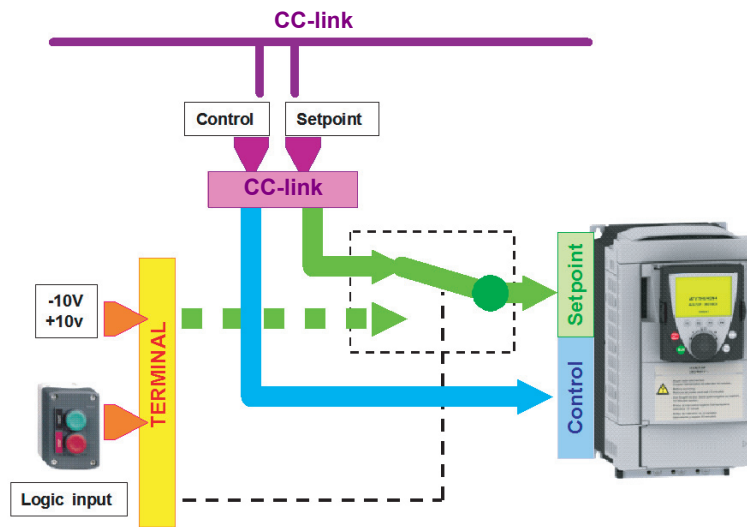 CC-link
Control
Setpoint
CC-link
-10V
+10v
TERMINAL
Logic input
Setpoint
Control